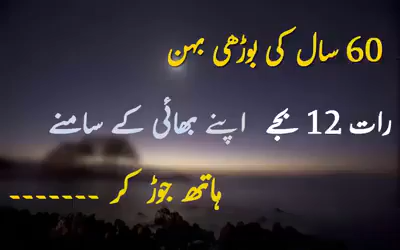 60 سال کی بوڑھی بہن
رات 12 بجے اپنے بھائی کے سامنے
ہاتھ جوڑ کر -------